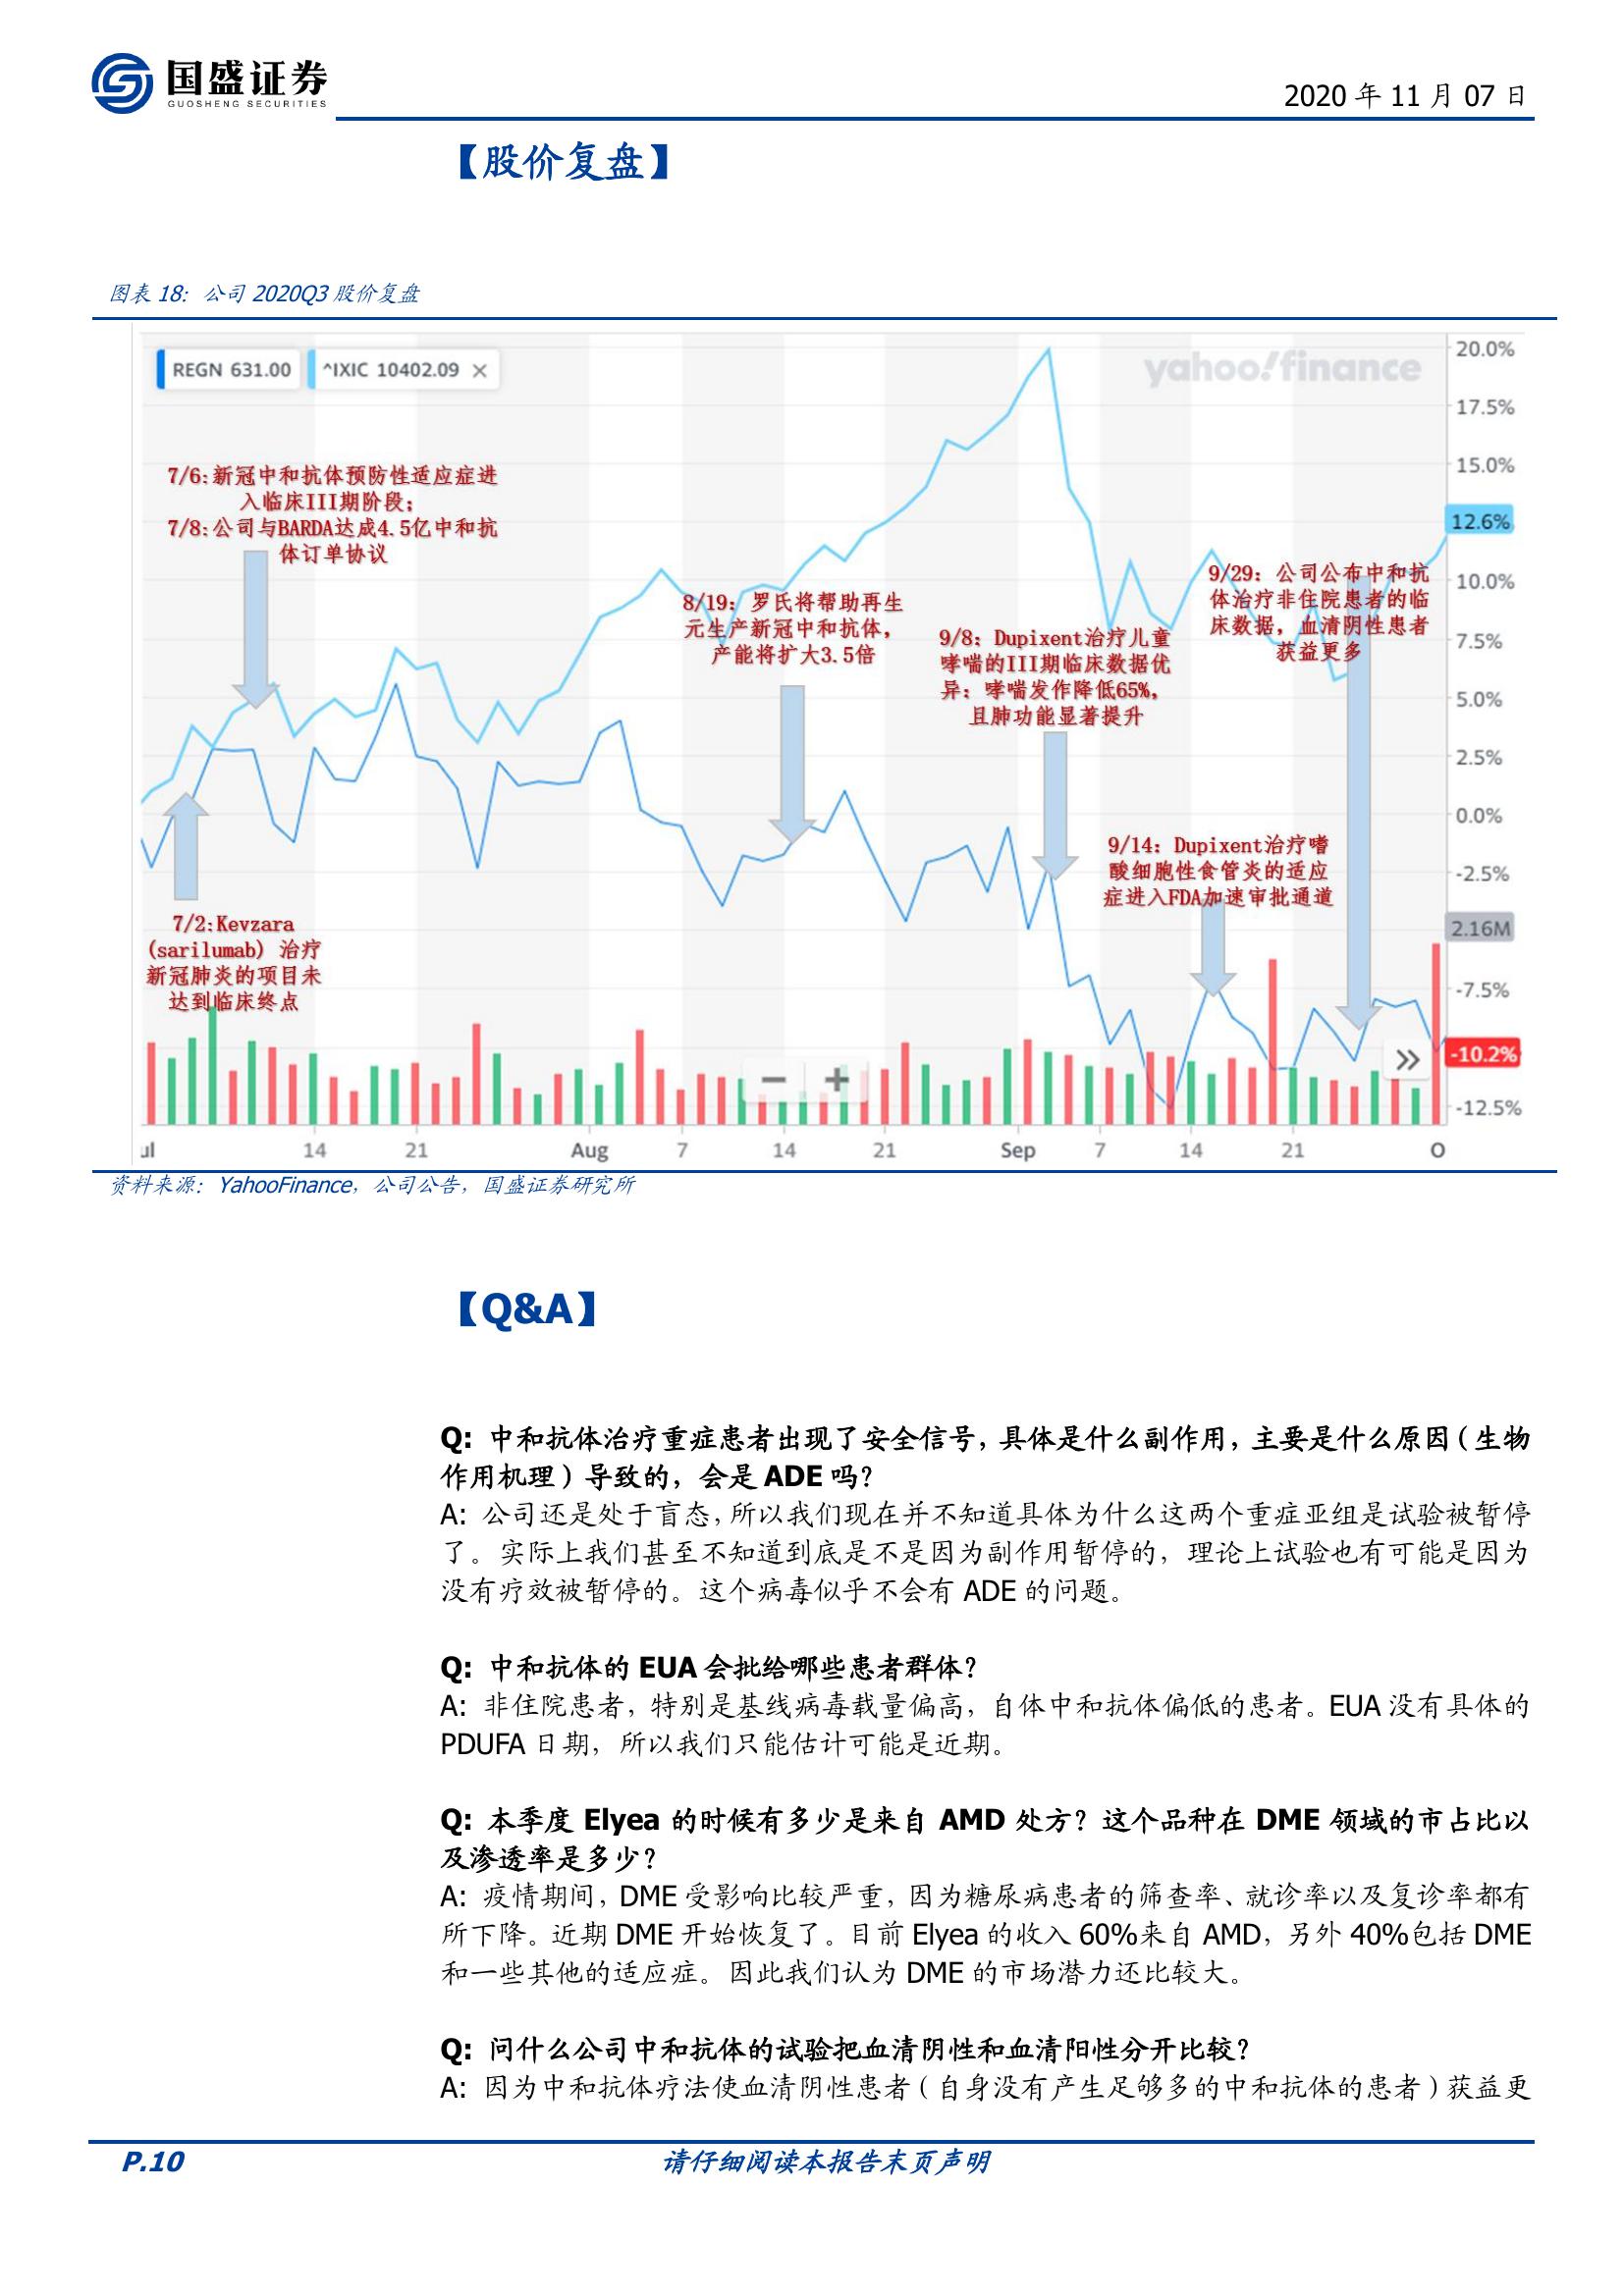 国盛证券
GUOSHENG SECURITIES
2020 年 11 月 07 日
【股价复盘】
图表 18：公司 2020Q3 股价复盘
REGN 631.00
^IXIC 10402.09 ×
yahoo!finance
20.0%
17.5%
15.0%
12.6%
10.0%
7.5%
5.0%
2.5%
0.0%
-2.5%
2.16M
-7.5%
-10.2%
-12.5%
7/6:新冠中和抗体预防性适应症进
入临床III期阶段；
7/8:公司与BARDA达成4.5亿中和抗
体订单协议
8/19：罗氏将帮助再生
元生产新冠中和抗体，
产能将扩大3.5倍
9/8：Dupixent治疗儿童
哮喘的III期临床数据优
异：哮喘发作降低65%，
且肺功能显著提升
9/29：公司公布中和抗
体治疗非住院患者的临
床数据，血清阴性患者
获益更多
9/14：Dupixent治疗嗜
酸细胞性食管炎的适应
症进入FDA加速审批通道
7/2:Kevzara
(sarilumab) 治疗
新冠肺炎的项目未
达到临床终点
− +
»
ul 14 21 Aug 7 14 21 Sep 7 14 21 O
资料来源：YahooFinance，公司公告，国盛证券研究所
【Q&A】
Q：中和抗体治疗重症患者出现了安全信号，具体是什么副作用，主要是什么原因（生物
作用机理）导致的，会是 ADE 吗？
A：公司还是处于盲态，所以我们现在并不知道具体为什么这两个重症亚组是试验被暂停
了。实际上我们甚至不知道到底是不是因为副作用暂停的，理论上试验也有可能是因为
没有疗效被暂停的。这个病毒似乎不会有 ADE 的问题。
Q：中和抗体的 EUA 会批给哪些患者群体？
A：非住院患者，特别是基线病毒载量偏高，自体中和抗体偏低的患者。EUA 没有具体的
PDUFA 日期，所以我们只能估计可能是近期。
Q：本季度 Elyea 的时候有多少是来自 AMD 处方？这个品种在 DME 领域的市占比以
及渗透率是多少？
A：疫情期间，DME 受影响比较严重，因为糖尿病患者的筛查率、就诊率以及复诊率都有
所下降。近期 DME 开始恢复了。目前 Elyea 的收入 60%来自 AMD，另外 40%包括 DME
和一些其他的适应症。因此我们认为 DME 的市场潜力还比较大。
Q：问什么公司中和抗体的试验把血清阴性和血清阳性分开比较？
A：因为中和抗体疗法使血清阴性患者（自身没有产生足够多的中和抗体的患者）获益更
P.10
请仔细阅读本报告末页声明